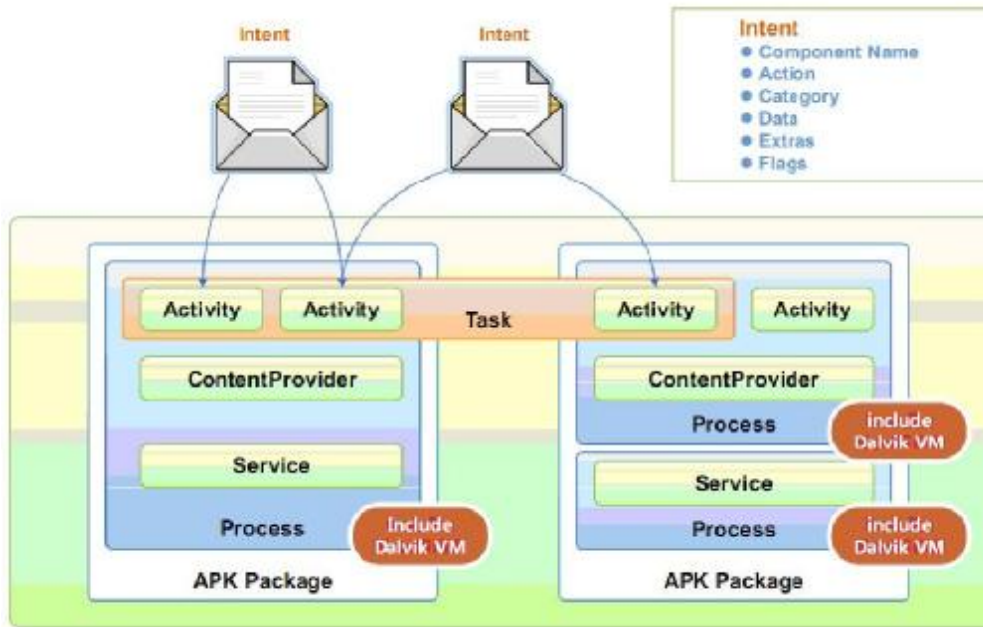 Intent
Intent
Intent
Component Name
Action
Category
Data
Extras
Flags
Activity
Activity
Task
Activity
Activity
ContentProvider
ContentProvider
Process
include
Dalvik VM
Service
Service
Process
Include
Dalvik VM
Process
include
Dalvik VM
APK Package
APK Package